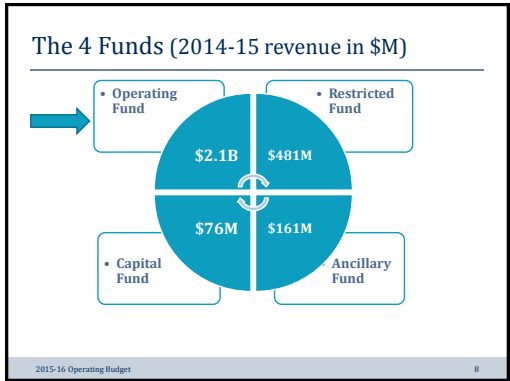 The 4 Funds (2014-15 revenue in $M)
• Operating
Fund
• Restricted
Fund
$2.1B
$481M
$76M
$161M
• Capital
Fund
Ancillary
Fund
2015-16 Operating Budget
8